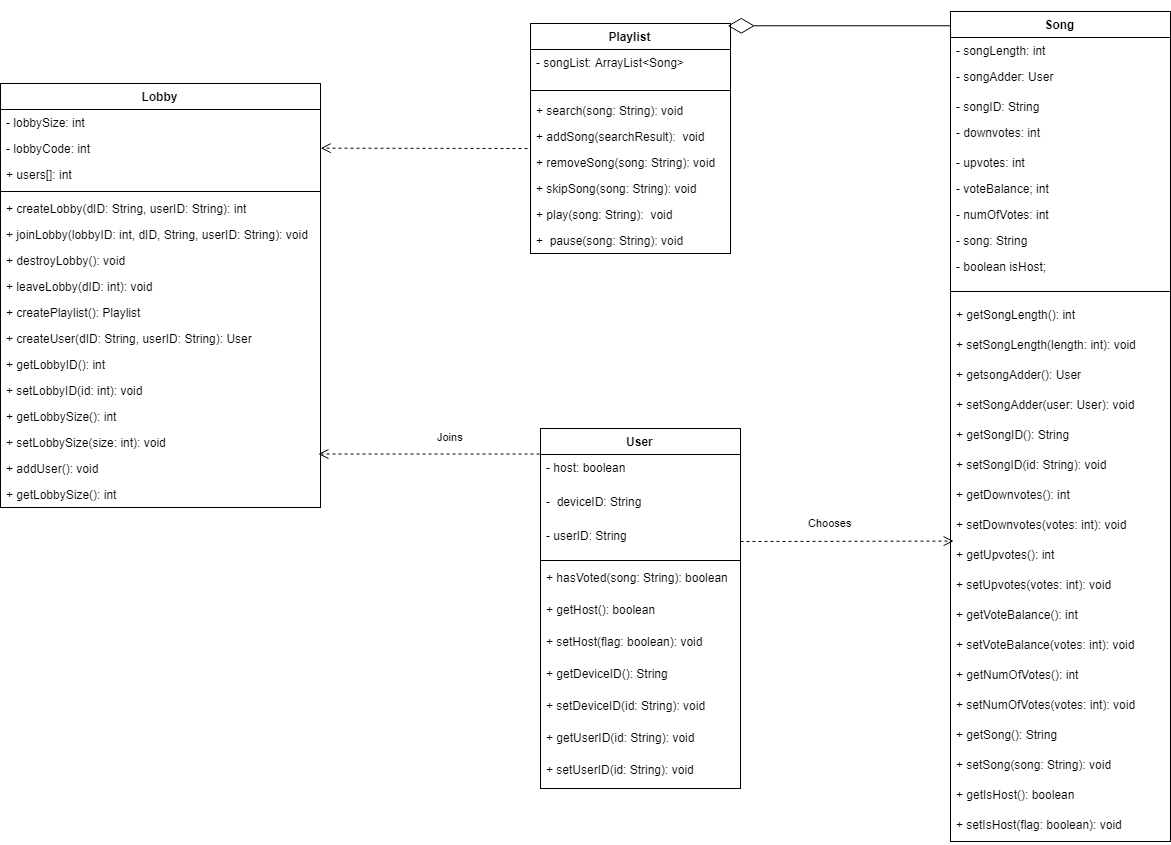 Lobby
- lobbySize: int
- lobbyCode: int
+ users[]: int
+ createLobby(dID: String, userID: String): int
+ joinLobby(lobbyID: int, dID, String, userID: String): void
+ destroyLobby(): void
+ leaveLobby(dID: int): void
+ createPlaylist(): Playlist
+ createUser(dID: String, userID: String): User
+ getLobbyID(): int
+ setLobbyID(id: int): void
+ getLobbySize(): int
+ setLobbySize(size: int): void
+ addUser(): void
+ getLobbySize(): int
Playlist
- songList: ArrayList<Song>
+ search(song: String): void
+ addSong(searchResult): void
+ removeSong(song: String): void
+ skipSong(song: String): void
+ play(song: String): void
+ pause(song: String): void
Joins
User
- host: boolean
- deviceID: String
- userID: String
+ hasVoted(song: String): boolean
+ getHost(): boolean
+ setHost(flag: boolean): void
+ getDeviceID(): String
+ setDeviceID(id: String): void
+ getUserID(id: String): void
+ setUserID(id: String): void
Chooses
Song
- songLength: int
- songAdder: User
- songID: String
- downvotes: int
- upvotes: int
- voteBalance; int
- numOfVotes: int
- song: String
- boolean isHost;
+ getSongLength(): int
+ setSongLength(length: int): void
+ getsongAdder(): User
+ setSongAdder(user: User): void
+ getSongID(): String
+ setSongID(id: String): void
+ getDownvotes(): int
+ setDownvotes(votes: int): void
+ getUpvotes(): int
+ setUpvotes(votes: int): void
+ getVoteBalance(): int
+ setVoteBalance(votes: int): void
+ getNumOfVotes(): int
+ setNumOfVotes(votes: int): void
+ getSong(): String
+ setSong(song: String): void
+ getIsHost(): boolean
+ setIsHost(flag: boolean): void